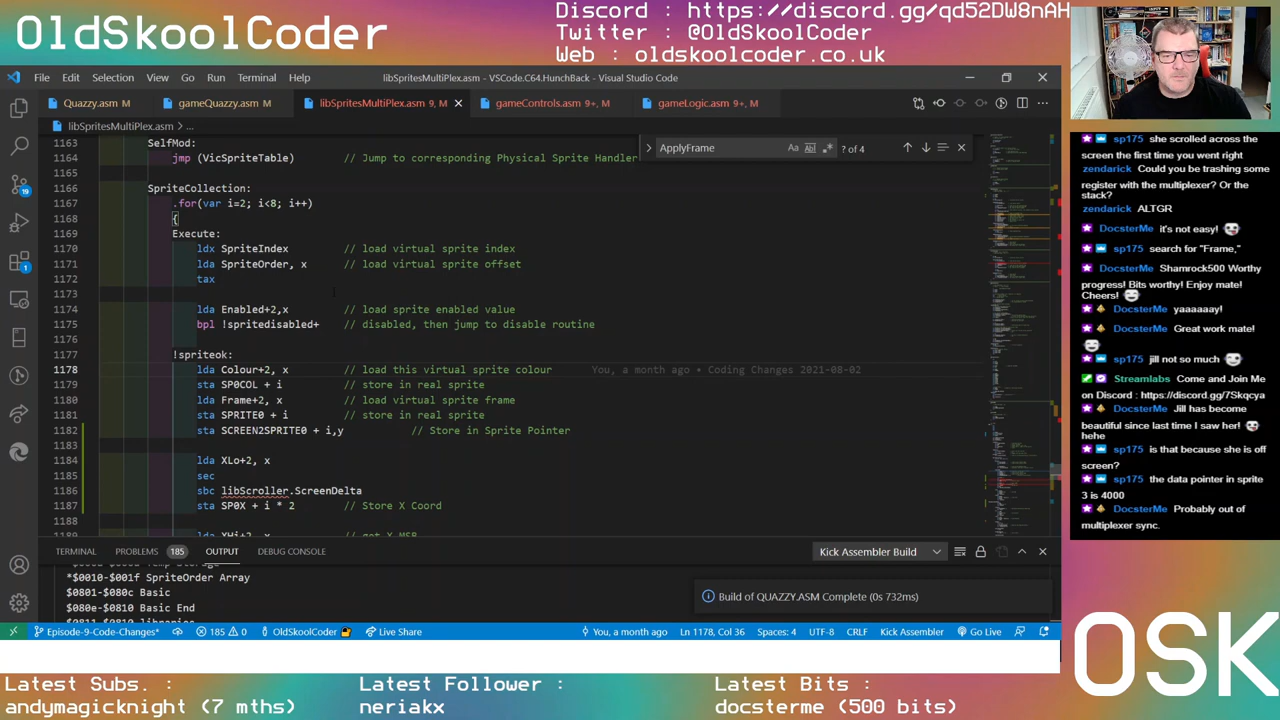 OldSkoolCoder
Discord : https://discord.gg/qd52DW8nAH
Twitter : @OldSkoolCoder
Web : oldskoolcoder.co.uk
File Edit Selection View Go Run Terminal Help
libSpritesMultiPlex.asm - VSCode.C64.HunchBack - Visual Studio Code
Quazzy.asm M
gameQuazzy.asm M
libSpritesMultiPlex.asm 9, M
gameControls.asm 9+, M
gameLogic.asm 9+, M
libSpritesMultiPlex.asm > ...
ApplyFrame
Aa
? of 4
1163 SelfMod:
1164 jmp (VicSpriteTable) // Jump to corresponding Physical Sprite Handler
1165
1166 SpriteCollection:
1167 .for(var i=2; i<8; i++)
1168 {
1169 Execute:
1170 ldx SpriteIndex // load virtual sprite index
1171 lda SpriteOrder, x // load virtual sprite offset
1172 tax
1173
1174 lda Enabled+2, x // load sprite enabled value
1175 bpl !spritedisabled+ // disabled, then jump to disable routine
1176
1177 !spriteok:
1178 lda Colour+2, x // load this virtual sprite colour You, a month ago • Coding Changes 2021-08-02
1179 sta SP0COL + i // store in real sprite
1180 lda Frame+2, x // load virtual sprite frame
1181 sta SPRITE0 + i // store in real sprite
1182 sta SCREEN2SPRITE0 + i,y // Store in Sprite Pointer
1183
1184 lda XLo+2, x
1185 sec
1186 sbc libScroller.ScreenDelta
1187 sta SP0X + i * 2 // Store X Coord
1188
TERMINAL PROBLEMS 185 OUTPUT DEBUG CONSOLE
Kick Assembler Build
*$0010-$001f SpriteOrder Array
*$0801-$080c Basic
*$080e-$0810 Basic End
Build of QUAZZY.ASM Complete (0s 732ms)
Episode-9-Code-Changes* 185 0 OldSkoolCoder Live Share
You, a month ago Ln 1178, Col 36 Spaces: 4 UTF-8 CRLF Kick Assembler Go Live
19
1
sp175 she scrolled across the
screen the first time you went right
zendarick Could you be trashing some
register with the multiplexer? Or the
stack?
zendarick ALTGR
DocsterMe it's not easy!
sp175 search for "Frame,"
DocsterMe Shamrock500 Worthy
progress! Bits worthy! Enjoy mate!
Cheers!
DocsterMe yaaaaaay!
DocsterMe Great work mate!
sp175 jill not so much
Streamlabs Come and Join Me
on Discord : https://discord.gg/7Skqcya
DocsterMe Jill has become
beautiful since last time I saw her!
hehe
sp175 is that because she is off
screen?
sp175 the data pointer in sprite
3 is 4000
DocsterMe Probably out of
multiplexer sync.
OSK
Latest Subs. :
andymagicknight (7 mths)
Latest Follower :
neriakx
Latest Bits :
docsterme (500 bits)